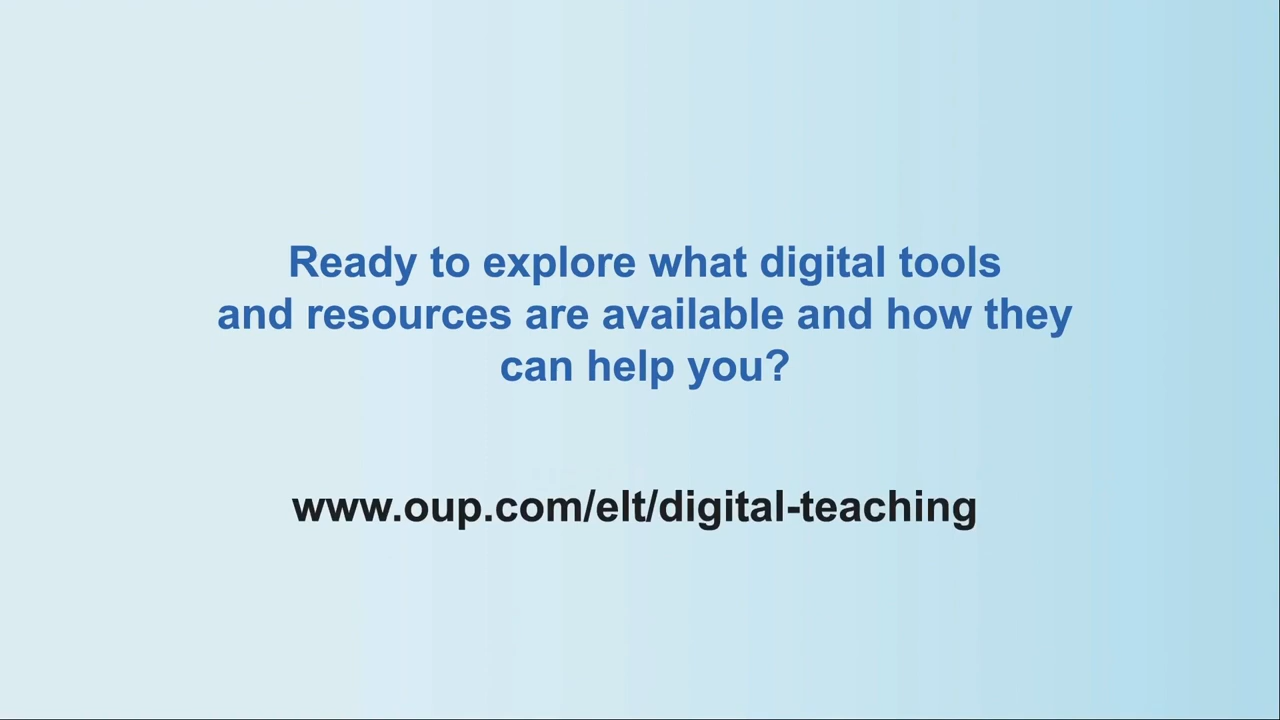 Ready to explore what digital tools
and resources are available and how they
can help you?
www.oup.com/elt/digital-teaching